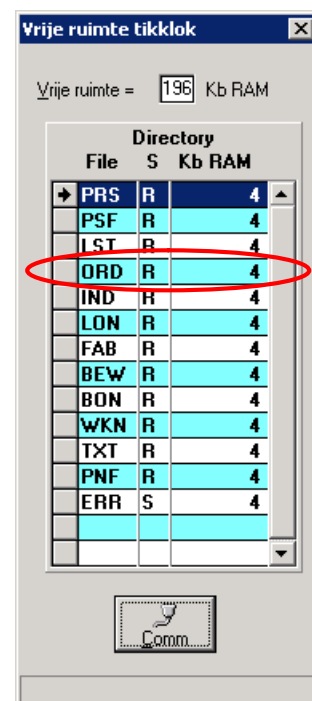 Vrije ruimte tikklok
Vrije ruimte = 196 Kb RAM
Directory
File S Kb RAM
PRS R 4
PSF R 4
LST R 4
ORD R 4
IND R 4
LON R 4
FAB R 4
BEW R 4
BON R 4
WKN R 4
TXT R 4
PNF R 4
ERR S 4
Comm